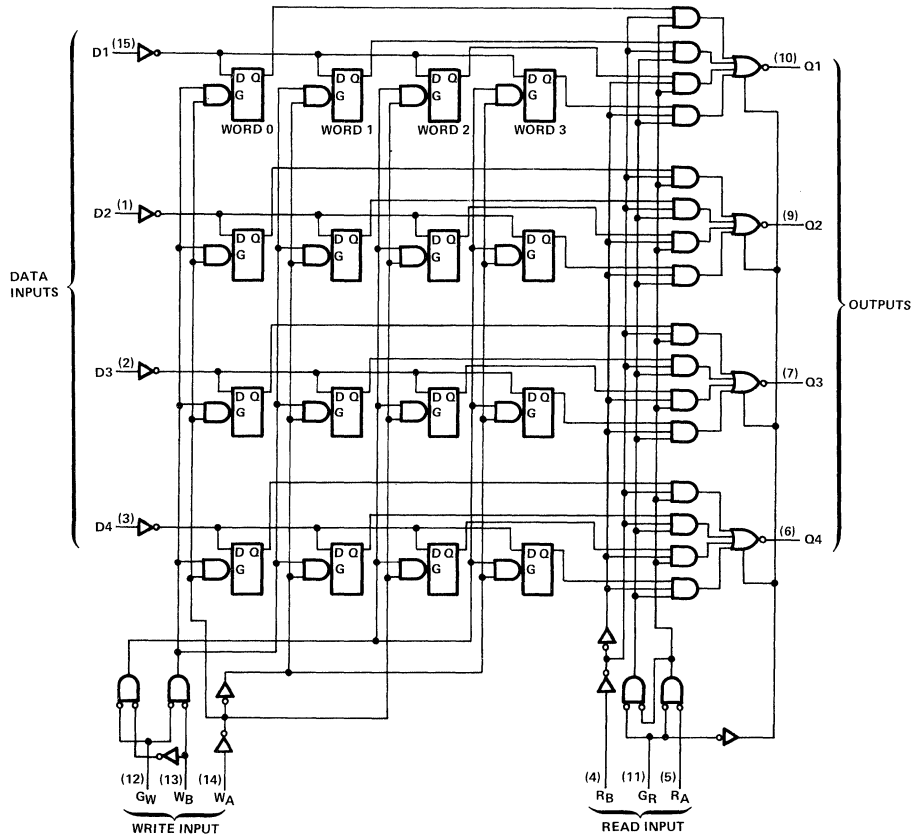 D1 (15)
(10) Q1
D Q
G
D Q
G
D Q
G
D Q
G
WORD 0
WORD 1
WORD 2
WORD 3
D2 (1)
(9) Q2
D Q
G
D Q
G
D Q
G
D Q
G
DATA
INPUTS
OUTPUTS
D3 (2)
(7) Q3
D Q
G
D Q
G
D Q
G
D Q
G
D4 (3)
(6) Q4
D Q
G
D Q
G
D Q
G
D Q
G
(12) GW
(13) WB
(14) WA
(4) RB
(11) GR
(5) RA
WRITE INPUT
READ INPUT